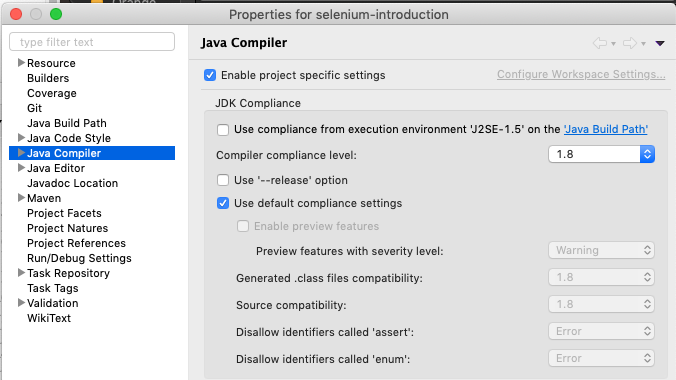 Orange
Properties for selenium-introduction
type filter text
Resource
Builders
Coverage
Git
Java Build Path
Java Code Style
Java Compiler
Java Editor
Javadoc Location
Maven
Project Facets
Project Natures
Project References
Run/Debug Settings
Task Repository
Task Tags
Validation
WikiText
Java Compiler
Enable project specific settings
Configure Workspace Settings...
JDK Compliance
Use compliance from execution environment 'J2SE-1.5' on the 'Java Build Path'
Compiler compliance level: 1.8
Use '--release' option
Use default compliance settings
Enable preview features
Preview features with severity level: Warning
Generated .class files compatibility: 1.8
Source compatibility: 1.8
Disallow identifiers called 'assert': Error
Disallow identifiers called 'enum': Error